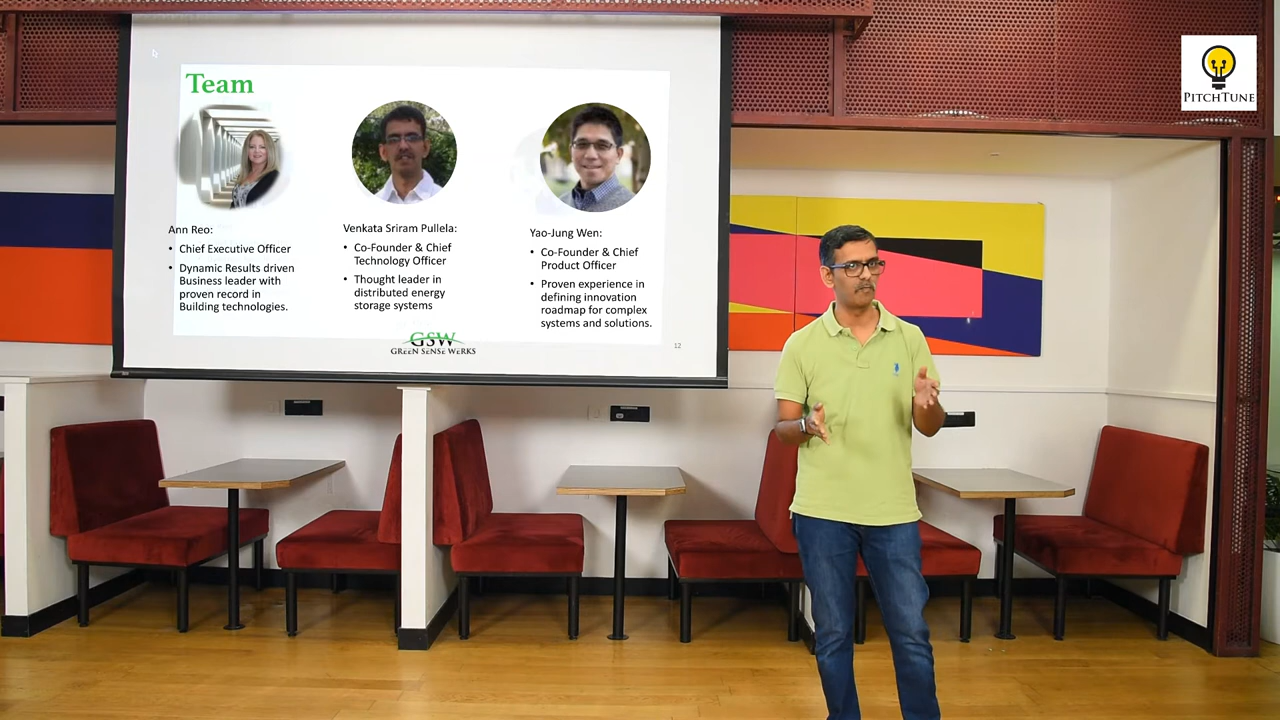 Team
Ann Reo:
• Chief Executive Officer
• Dynamic Results driven
Business leader with
proven record in
Building technologies.
Venkata Sriram Pullela:
• Co-Founder & Chief
Technology Officer
• Thought leader in
distributed energy
storage systems
Yao-Jung Wen:
• Co-Founder & Chief
Product Officer
• Proven experience in
defining innovation
roadmap for complex
systems and solutions.
GSW
GREEN SENSE WERKS
12
PITCHTUNE